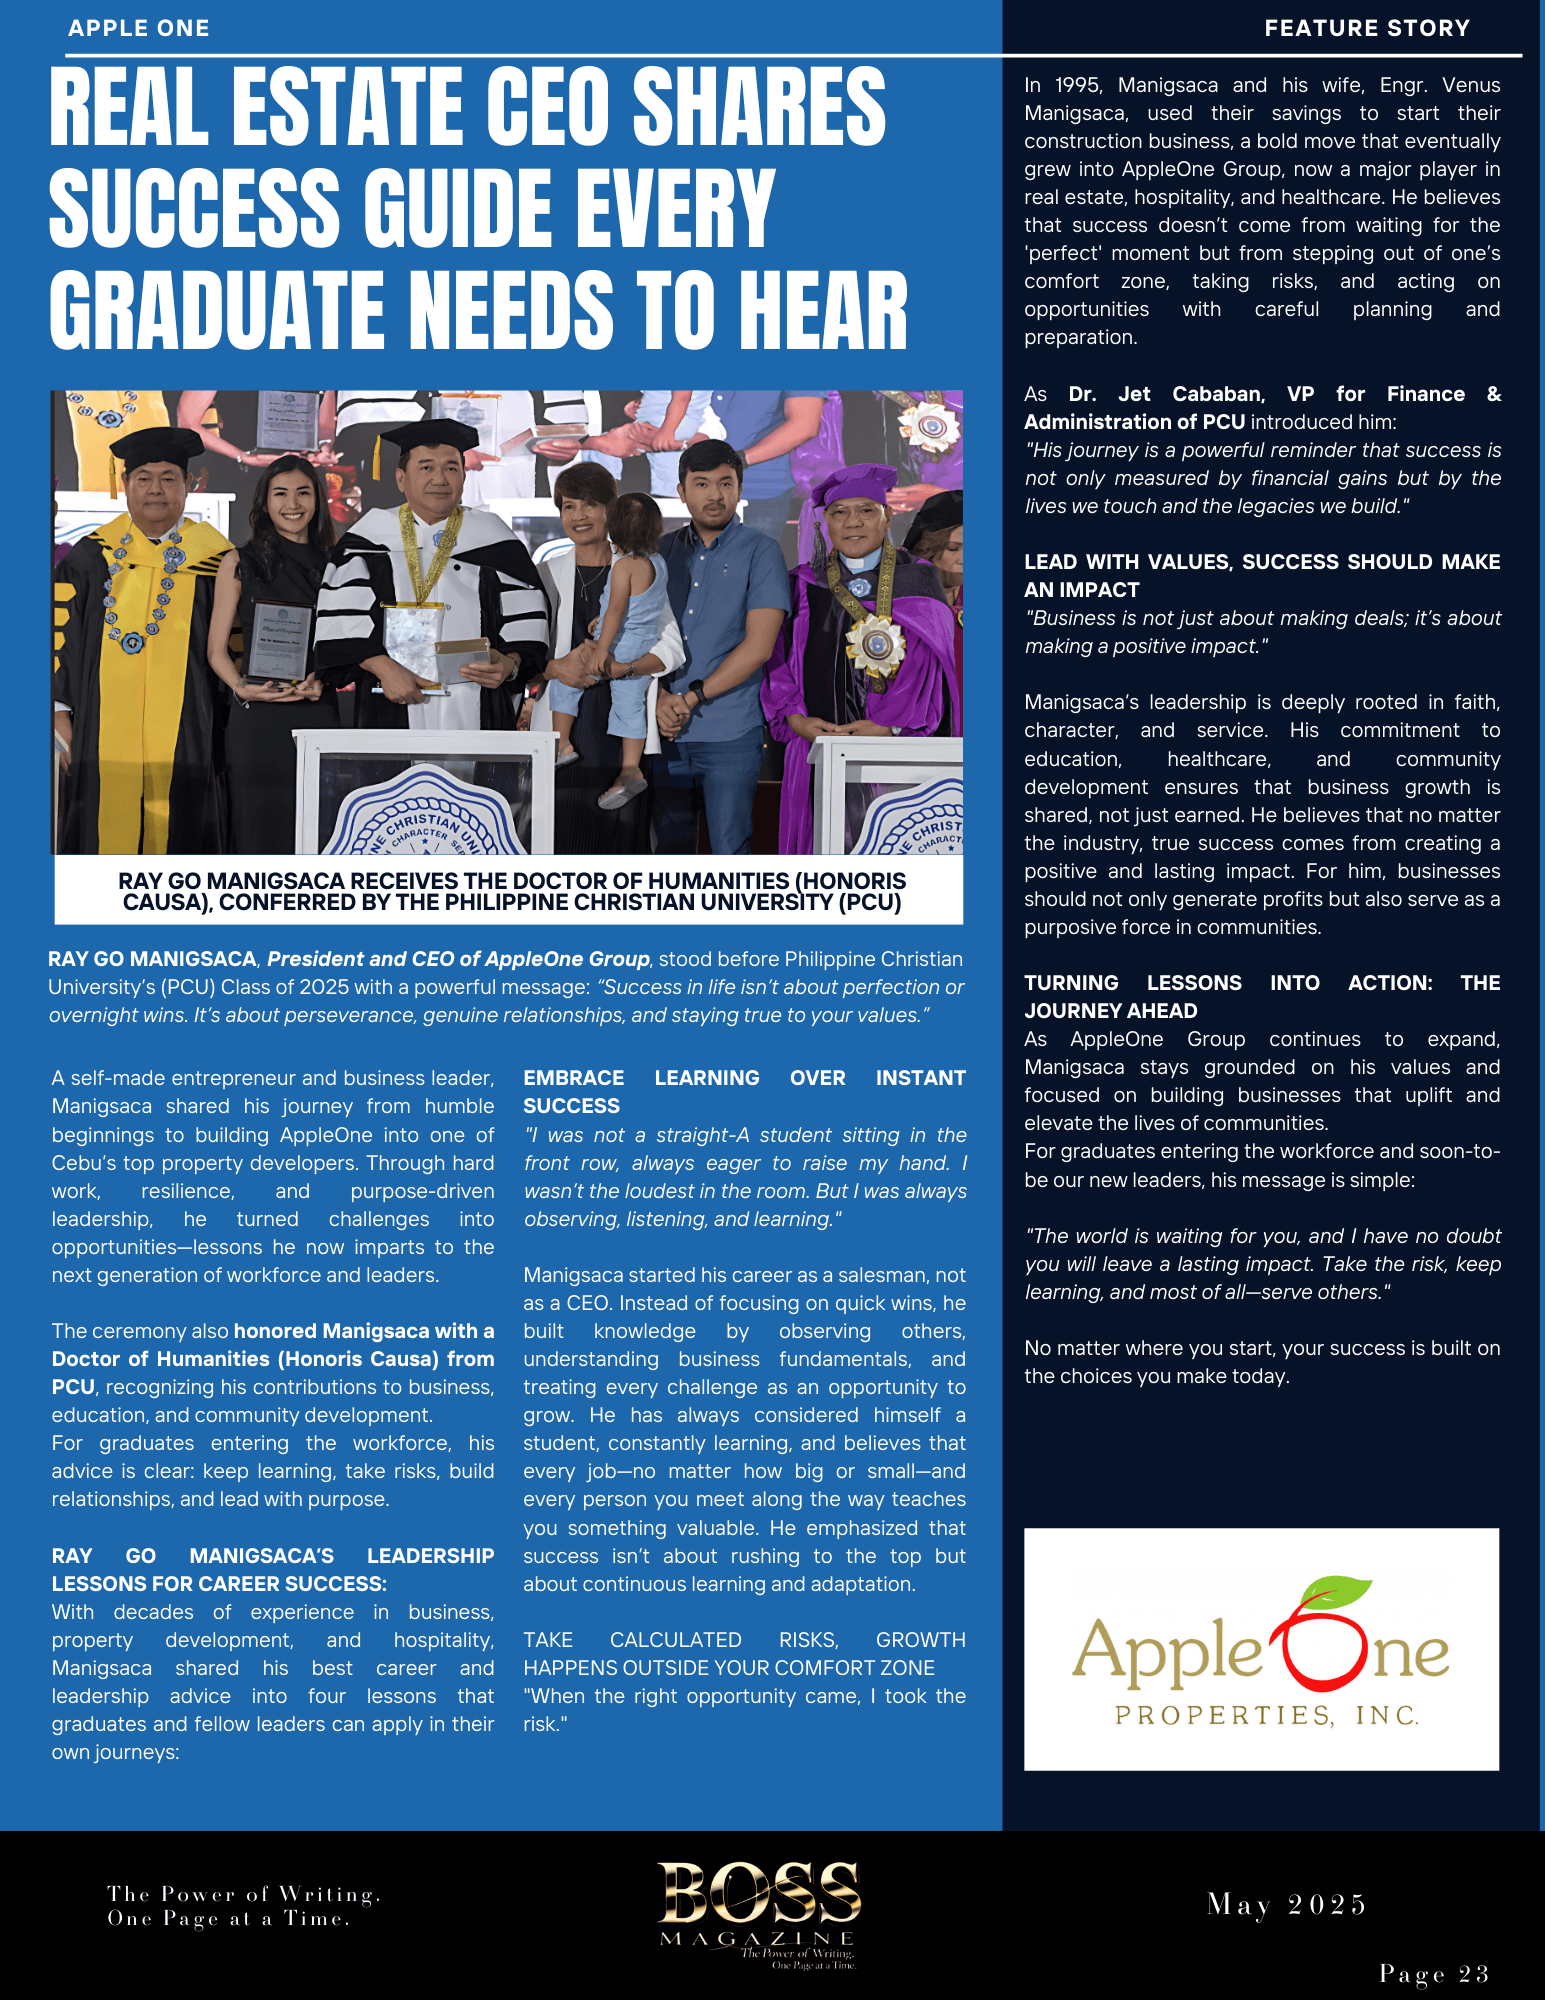 APPLE ONE
FEATURE STORY
REAL ESTATE CEO SHARES
SUCCESS GUIDE EVERY
GRADUATE NEEDS TO HEAR
CHRISTIAN UN
CHARACTER
CHRIST
CHARACT
RAY GO MANIGSACA RECEIVES THE DOCTOR OF HUMANITIES (HONORIS
CAUSA), CONFERRED BY THE PHILIPPINE CHRISTIAN UNIVERSITY (PCU)
RAY GO MANIGSACA, President and CEO of AppleOne Group, stood before Philippine Christian
University's (PCU) Class of 2025 with a powerful message: "Success in life isn't about perfection or
overnight wins. It's about perseverance, genuine relationships, and staying true to your values."
A self-made entrepreneur and business leader,
Manigsaca shared his journey from humble
beginnings to building AppleOne into one of
Cebu's top property developers. Through hard
work, resilience, and purpose-driven
leadership, he turned challenges into
opportunities—lessons he now imparts to the
next generation of workforce and leaders.
The ceremony also honored Manigsaca with a
Doctor of Humanities (Honoris Causa) from
PCU, recognizing his contributions to business,
education, and community development.
For graduates entering the workforce, his
advice is clear: keep learning, take risks, build
relationships, and lead with purpose.
RAY GO MANIGSACA'S LEADERSHIP
LESSONS FOR CAREER SUCCESS:
With decades of experience in business,
property development, and hospitality,
Manigsaca shared his best career and
leadership advice into four lessons that
graduates and fellow leaders can apply in their
own journeys:
EMBRACE LEARNING OVER INSTANT
SUCCESS
"I was not a straight-A student sitting in the
front row, always eager to raise my hand. I
wasn't the loudest in the room. But I was always
observing, listening, and learning."
Manigsaca started his career as a salesman, not
as a CEO. Instead of focusing on quick wins, he
built knowledge by observing others,
understanding business fundamentals, and
treating every challenge as an opportunity to
grow. He has always considered himself a
student, constantly learning, and believes that
every job—no matter how big or small—and
every person you meet along the way teaches
you something valuable. He emphasized that
success isn't about rushing to the top but
about continuous learning and adaptation.
TAKE CALCULATED RISKS, GROWTH
HAPPENS OUTSIDE YOUR COMFORT ZONE
"When the right opportunity came, I took the
risk."
In 1995, Manigsaca and his wife, Engr. Venus
Manigsaca, used their savings to start their
construction business, a bold move that eventually
grew into AppleOne Group, now a major player in
real estate, hospitality, and healthcare. He believes
that success doesn't come from waiting for the
'perfect' moment but from stepping out of one's
comfort zone, taking risks, and acting on
opportunities with careful planning and
preparation.
As Dr. Jet Cababan, VP for Finance &
Administration of PCU introduced him:
"His journey is a powerful reminder that success is
not only measured by financial gains but by the
lives we touch and the legacies we build."
LEAD WITH VALUES, SUCCESS SHOULD MAKE
AN IMPACT
"Business is not just about making deals; it's about
making a positive impact."
Manigsaca's leadership is deeply rooted in faith,
character, and service. His commitment to
education, healthcare, and community
development ensures that business growth is
shared, not just earned. He believes that no matter
the industry, true success comes from creating a
positive and lasting impact. For him, businesses
should not only generate profits but also serve as a
purposive force in communities.
TURNING LESSONS INTO ACTION: THE
JOURNEY AHEAD
As AppleOne Group continues to expand,
Manigsaca stays grounded on his values and
focused on building businesses that uplift and
elevate the lives of communities.
For graduates entering the workforce and soon-to-
be our new leaders, his message is simple:
"The world is waiting for you, and I have no doubt
you will leave a lasting impact. Take the risk, keep
learning, and most of all—serve others."
No matter where you start, your success is built on
the choices you make today.
Apple One
PROPERTIES, INC.
The Power of Writing.
One Page at a Time.
BOSS
MAGAZINE
The Power of Writing.
One Page at a Time.
May 2025
Page 23